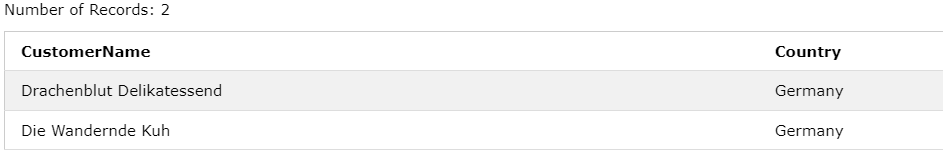 Number of Records: 2
CustomerName Country
Drachenblut Delikatessend Germany
Die Wandernde Kuh Germany